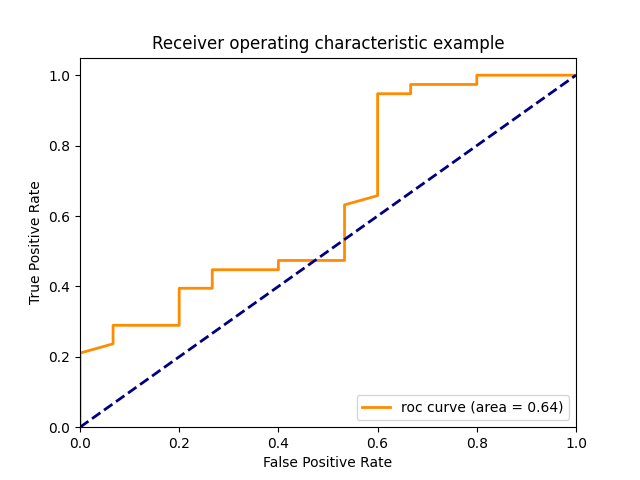 Receiver operating characteristic example
1.0
0.8
0.6
0.4
0.2
0.0
True Positive Rate
roc curve (area = 0.64)
0.0 0.2 0.4 0.6 0.8 1.0
False Positive Rate